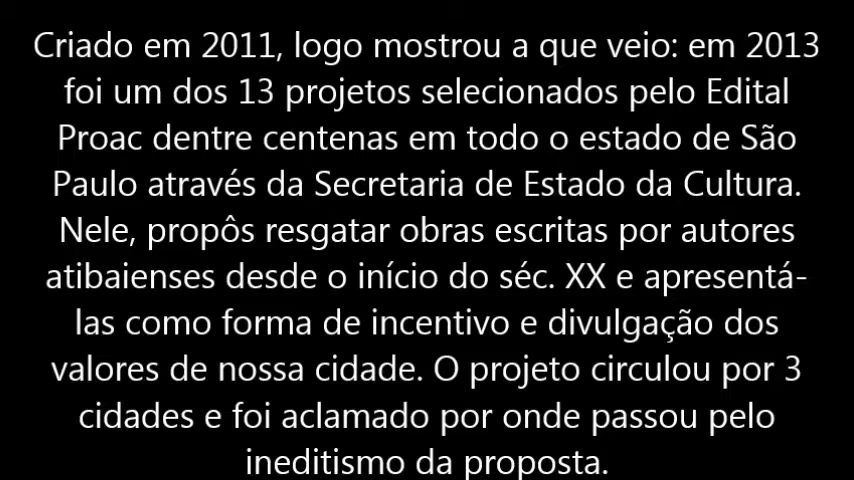 Criado em 2011, logo mostrou a que veio: em 2013
foi um dos 13 projetos selecionados pelo Edital
Proac dentre centenas em todo o estado de São
Paulo através da Secretaria de Estado da Cultura.
Nele, propôs resgatar obras escritas por autores
atibaienses desde o início do séc. XX e apresentá-
las como forma de incentivo e divulgação dos
valores de nossa cidade. O projeto circulou por 3
cidades e foi aclamado por onde passou pelo
ineditismo da proposta.